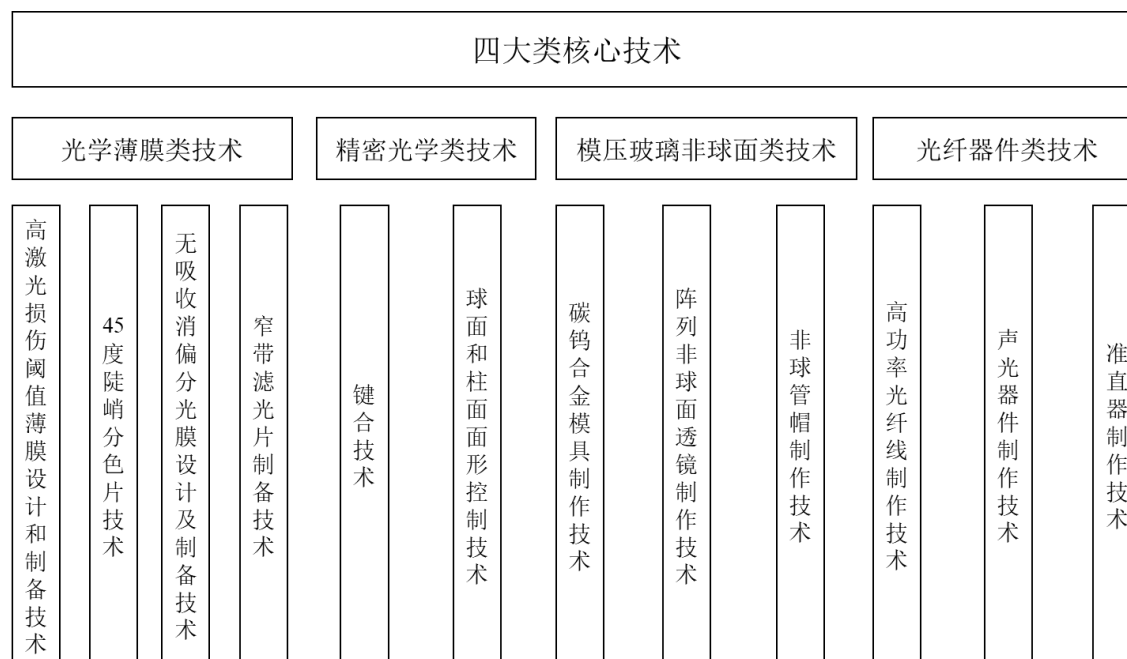 四大类核心技术
光学薄膜类技术
精密光学类技术
模压玻璃非球面类技术
光纤器件类技术
高激光损伤阈值薄膜设计和制备技术
45度陡峭分色片技术
无吸收消偏分光膜设计及制备技术
窄带滤光片制备技术
键合技术
球面和柱面面形控制技术
碳钨合金模具制作技术
阵列非球面透镜制作技术
非球管帽制作技术
高功率光纤线制作技术
声光器件制作技术
准直器制作技术